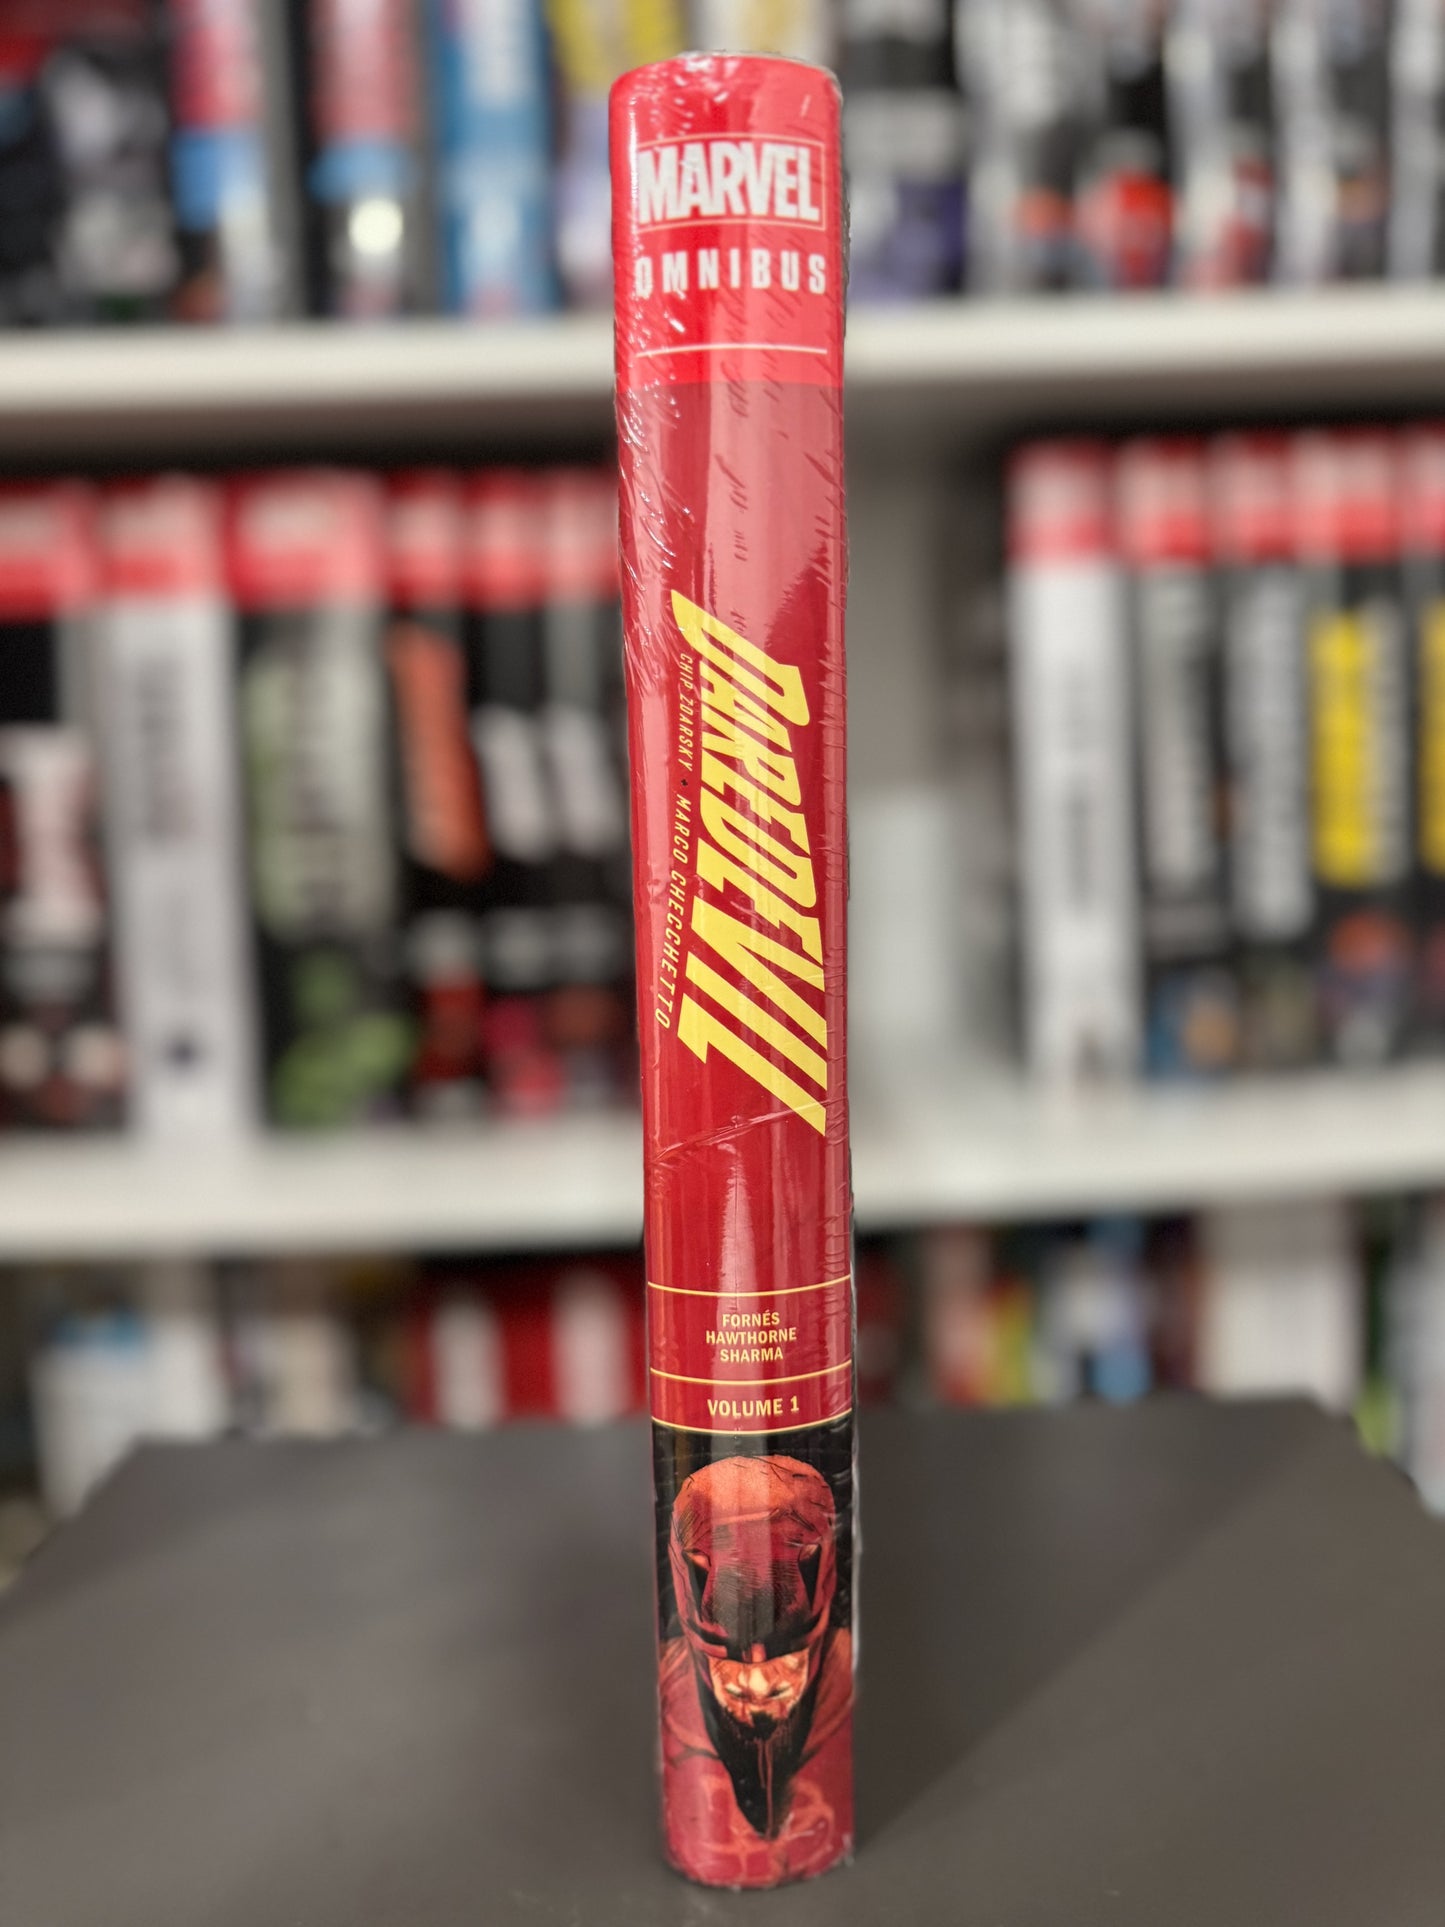 MARVEL
OMNIBUS
DAREDEVIL
CHIP ZDARSKY • MARCO CHECCHETTO
FORNÉS
HAWTHORNE
SHARMA
VOLUME 1